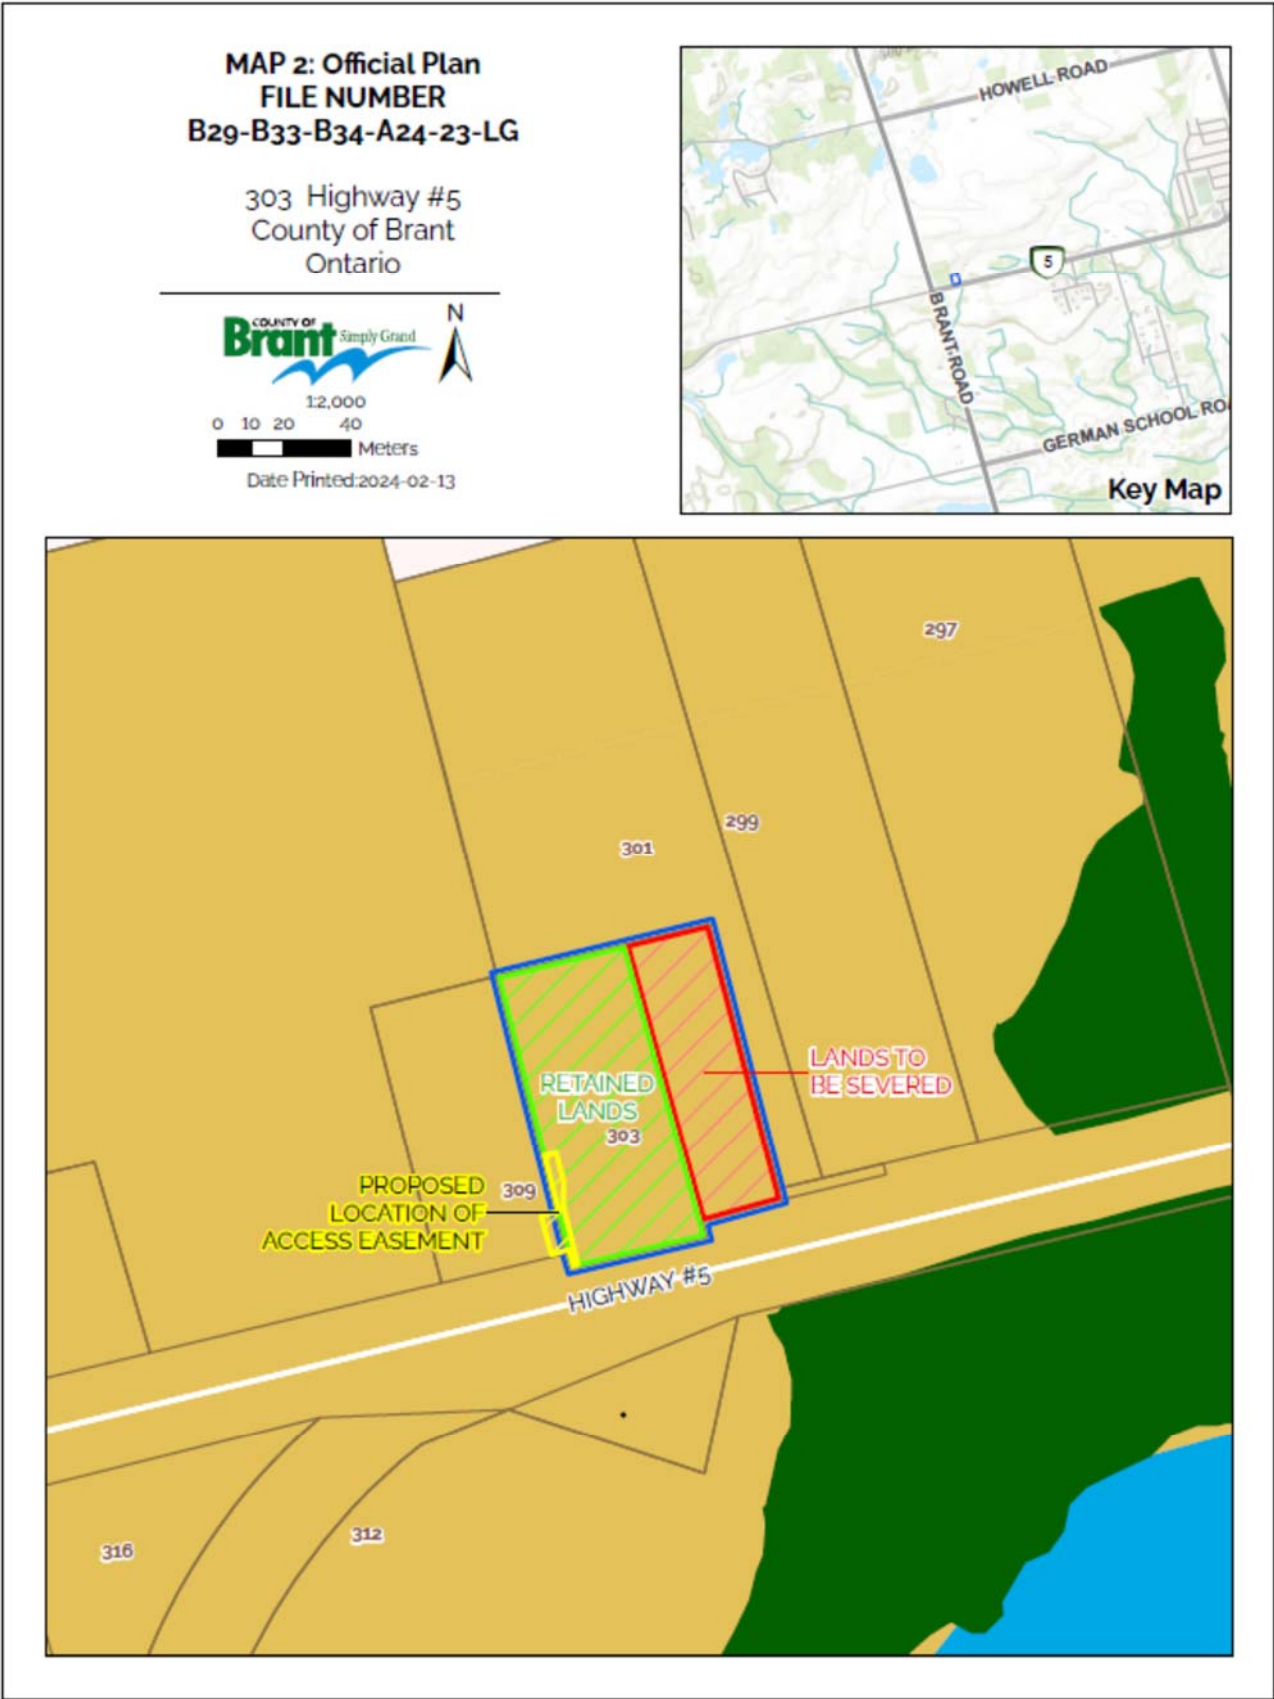 MAP 2: Official Plan
FILE NUMBER
B29-B33-B34-A24-23-LG
303 Highway #5
County of Brant
Ontario
COUNTY OF
Brant Simply Grand
N
1:2,000
0 10 20 40
Meters
Date Printed:2024-02-13
HOWELL ROAD
5
BRANT ROAD
GERMAN SCHOOL RO
Key Map
297
299
301
LANDS TO
BE SEVERED
RETAINED
LANDS
303
PROPOSED
LOCATION OF
ACCESS EASEMENT
309
HIGHWAY #5
312
316